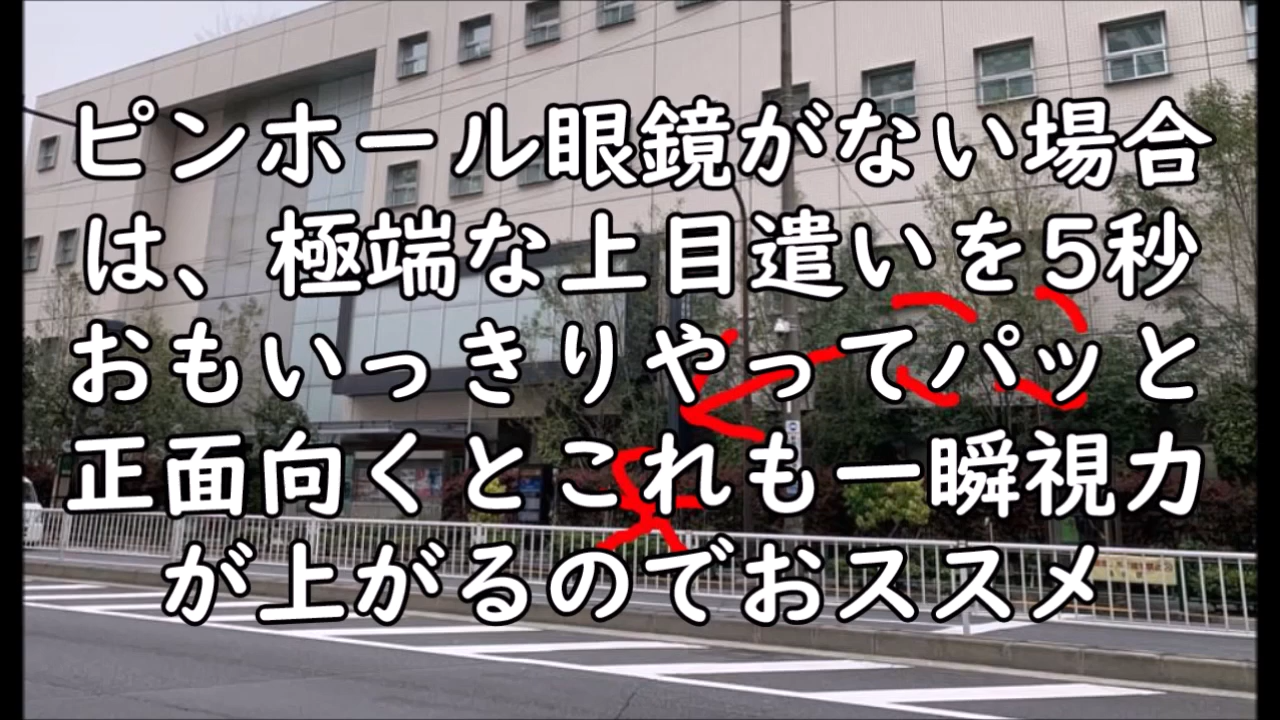 ピンホール眼鏡がない場合
は、極端な上目遣いを5秒
おもいっきりやってパッと
正面向くとこれも一瞬視力
が上がるのでおススメ